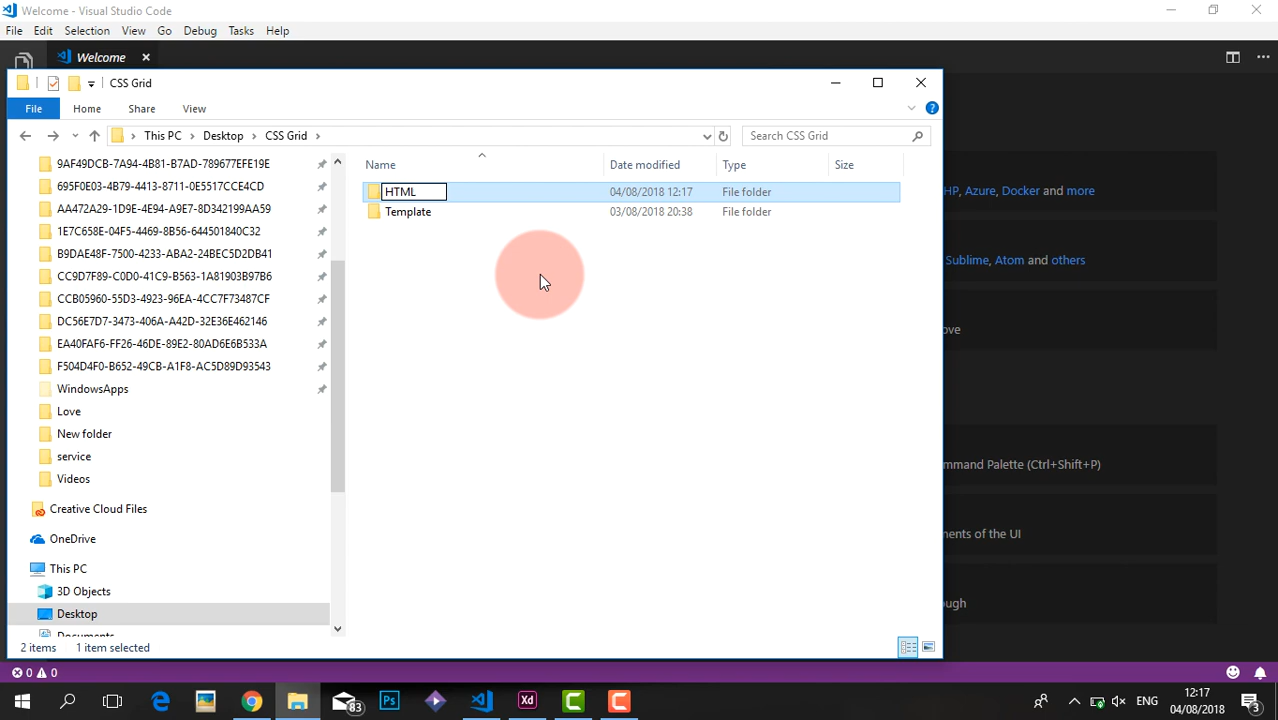 Welcome - Visual Studio Code
File Edit Selection View Go Debug Tasks Help
Welcome
CSS Grid
File Home Share View
This PC Desktop CSS Grid
Search CSS Grid
Name Date modified Type Size
HTML 04/08/2018 12:17 File folder
Template 03/08/2018 20:38 File folder
9AF49DCB-7A94-4B81-B7AD-789677EFE19E
695F0E03-4B79-4413-8711-0E5517CCE4CD
AA472A29-1D9E-4E94-A9E7-8D342199AA59
1E7C658E-04F5-4469-8B56-644501840C32
B9DAE48F-7500-4233-ABA2-24BEC5D2DB41
CC9D7F89-C0D0-41C9-B563-1A81903B97B6
CCB05960-55D3-4923-96EA-4CC7F73487CF
DC56E7D7-3473-406A-A42D-32E36E462146
EA40FAF6-FF26-46DE-89E2-80AD6E6B533A
F504D4F0-B652-49CB-A1F8-AC5D89D93543
WindowsApps
Love
New folder
service
Videos
Creative Cloud Files
OneDrive
This PC
3D Objects
Desktop
Documents
2 items 1 item selected
HP, Azure, Docker and more
Sublime, Atom and others
ove
mmand Palette (Ctrl+Shift+P)
ments of the UI
ough
0 0
83
Ps
Xd
ENG
12:17
04/08/2018
3